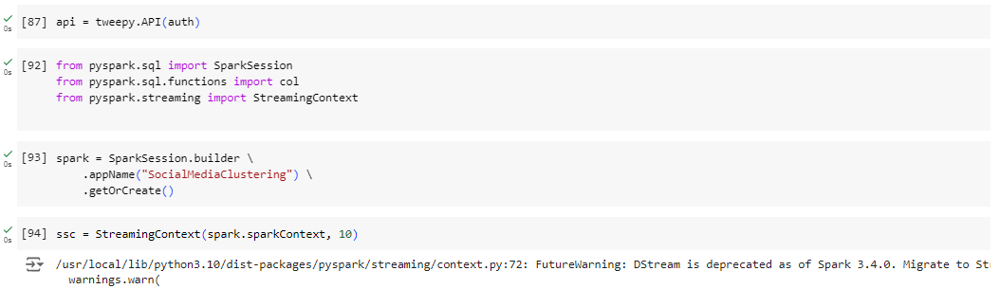 0s [87] api = tweepy.API(auth)
0s [92] from pyspark.sql import SparkSession
from pyspark.sql.functions import col
from pyspark.streaming import StreamingContext
0s [93] spark = SparkSession.builder \
.appName("SocialMediaClustering") \
.getOrCreate()
0s [94] ssc = StreamingContext(spark.sparkContext, 10)
/usr/local/lib/python3.10/dist-packages/pyspark/streaming/context.py:72: FutureWarning: DStream is deprecated as of Spark 3.4.0. Migrate to
warnings.warn(